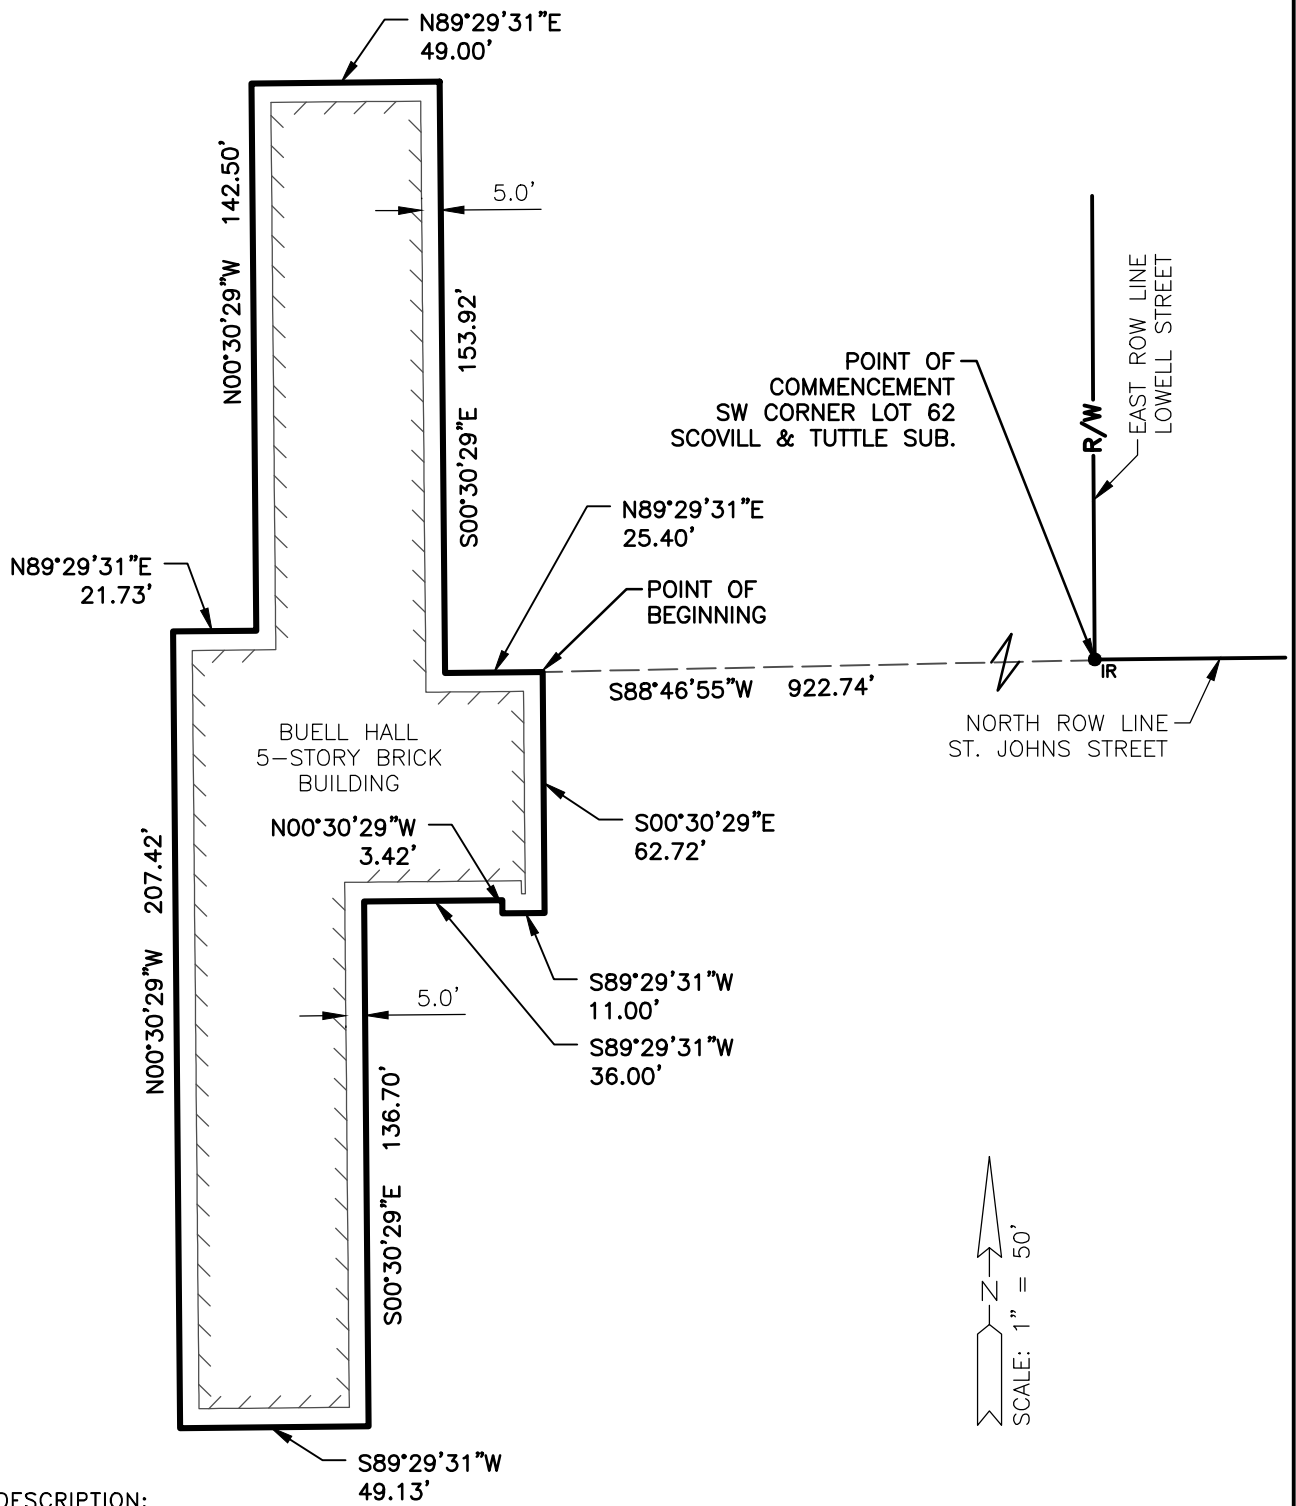 N89°29'31"E
49.00'
N00°30'29"W 142.50'
5.0'
S00°30'29"E 153.92'
EAST ROW LINE
LOWELL STREET
R/W
POINT OF
COMMENCEMENT
SW CORNER LOT 62
SCOVILL & TUTTLE SUB.
N89°29'31"E
25.40'
N89°29'31"E
21.73'
POINT OF
BEGINNING
IR
S88°46'55"W 922.74'
NORTH ROW LINE
ST. JOHNS STREET
BUELL HALL
5-STORY BRICK
BUILDING
N00°30'29"W
3.42'
S00°30'29"E
62.72'
N00°30'29"W 207.42'
S89°29'31"W
11.00'
5.0'
S89°29'31"W
36.00'
S00°30'29"E 136.70'
N
SCALE: 1" = 50'
S89°29'31"W
49.13'
DESCRIPTION: